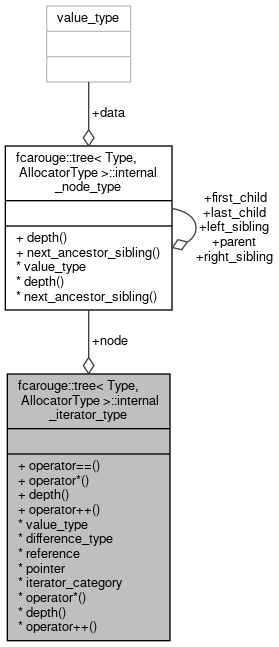 value_type
+data
fcarouge::tree< Type,
AllocatorType >::internal
_node_type
+ depth()
+ next_ancestor_sibling()
* value_type
* depth()
* next_ancestor_sibling()
+first_child
+last_child
+left_sibling
+parent
+right_sibling
+node
fcarouge::tree< Type,
AllocatorType >::internal
_iterator_type
+ operator==()
+ operator*()
+ depth()
+ operator++()
* value_type
* difference_type
* reference
* pointer
* iterator_category
* operator*()
* depth()
* operator++()